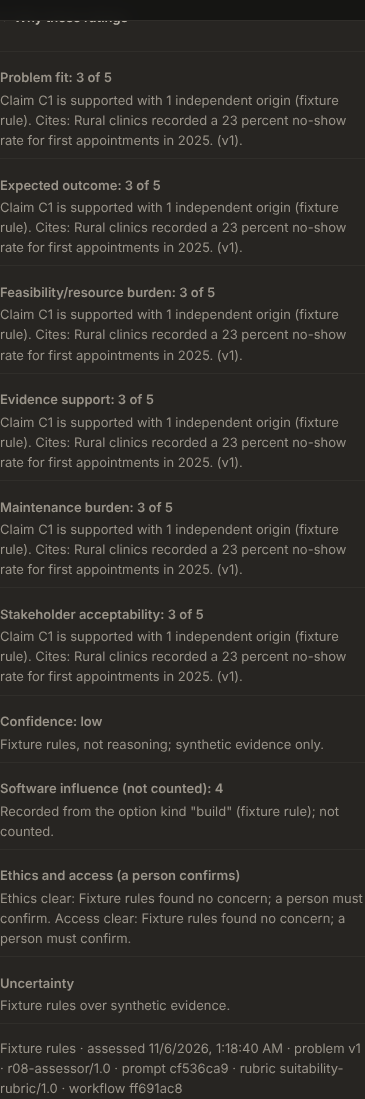 Why these ratings
Problem fit: 3 of 5
Claim C1 is supported with 1 independent origin (fixture
rule). Cites: Rural clinics recorded a 23 percent no-show
rate for first appointments in 2025. (v1).
Expected outcome: 3 of 5
Claim C1 is supported with 1 independent origin (fixture
rule). Cites: Rural clinics recorded a 23 percent no-show
rate for first appointments in 2025. (v1).
Feasibility/resource burden: 3 of 5
Claim C1 is supported with 1 independent origin (fixture
rule). Cites: Rural clinics recorded a 23 percent no-show
rate for first appointments in 2025. (v1).
Evidence support: 3 of 5
Claim C1 is supported with 1 independent origin (fixture
rule). Cites: Rural clinics recorded a 23 percent no-show
rate for first appointments in 2025. (v1).
Maintenance burden: 3 of 5
Claim C1 is supported with 1 independent origin (fixture
rule). Cites: Rural clinics recorded a 23 percent no-show
rate for first appointments in 2025. (v1).
Stakeholder acceptability: 3 of 5
Claim C1 is supported with 1 independent origin (fixture
rule). Cites: Rural clinics recorded a 23 percent no-show
rate for first appointments in 2025. (v1).
Confidence: low
Fixture rules, not reasoning; synthetic evidence only.
Software influence (not counted): 4
Recorded from the option kind "build" (fixture rule); not
counted.
Ethics and access (a person confirms)
Ethics clear: Fixture rules found no concern; a person must
confirm. Access clear: Fixture rules found no concern; a
person must confirm.
Uncertainty
Fixture rules over synthetic evidence.
Fixture rules · assessed 11/6/2026, 1:18:40 AM · problem v1
· r08-assessor/1.0 · prompt cf536ca9 · rubric suitability-
rubric/1.0 · workflow ff691ac8